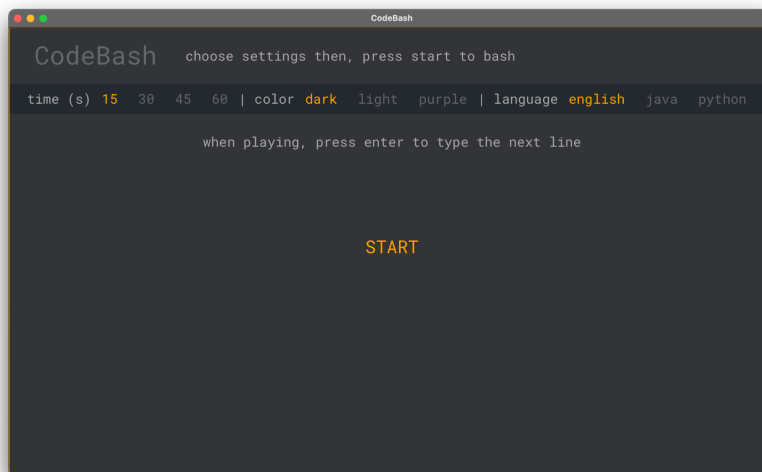 CodeBash
CodeBash choose settings then, press start to bash
time (s) 15 30 45 60 | color dark light purple | language english java python
when playing, press enter to type the next line
START